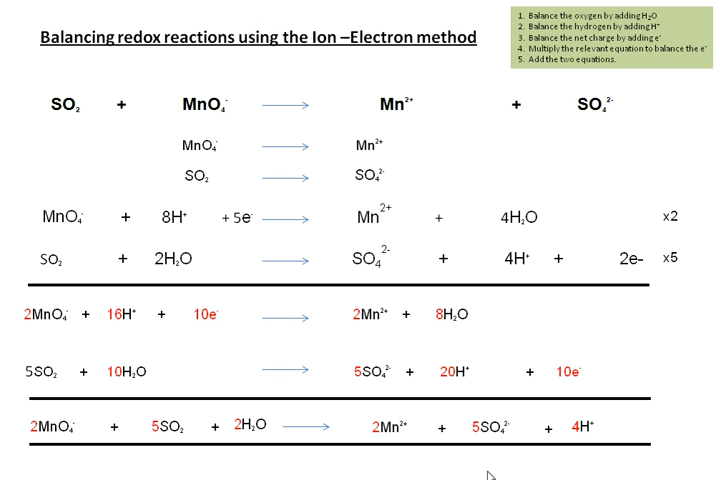 Balancing redox reactions using the Ion –Electron method
1. Balance the oxygen by adding H₂O
2. Balance the hydrogen by adding H⁺
3. Balance the net charge by adding e⁻
4. Multiply the relevant equation to balance the e⁻
5. Add the two equations.
SO₂ + MnO₄⁻ → Mn²⁺ + SO₄²⁻
MnO₄⁻ → Mn²⁺
SO₂ → SO₄²⁻
MnO₄⁻ + 8H⁺ + 5e⁻ → Mn²⁺ + 4H₂O x2
SO₂ + 2H₂O → SO₄²⁻ + 4H⁺ + 2e- x5
2MnO₄⁻ + 16H⁺ + 10e⁻ → 2Mn²⁺ + 8H₂O
5SO₂ + 10H₂O → 5SO₄²⁻ + 20H⁺ + 10e⁻
2MnO₄⁻ + 5SO₂ + 2H₂O → 2Mn²⁺ + 5SO₄²⁻ + 4H⁺